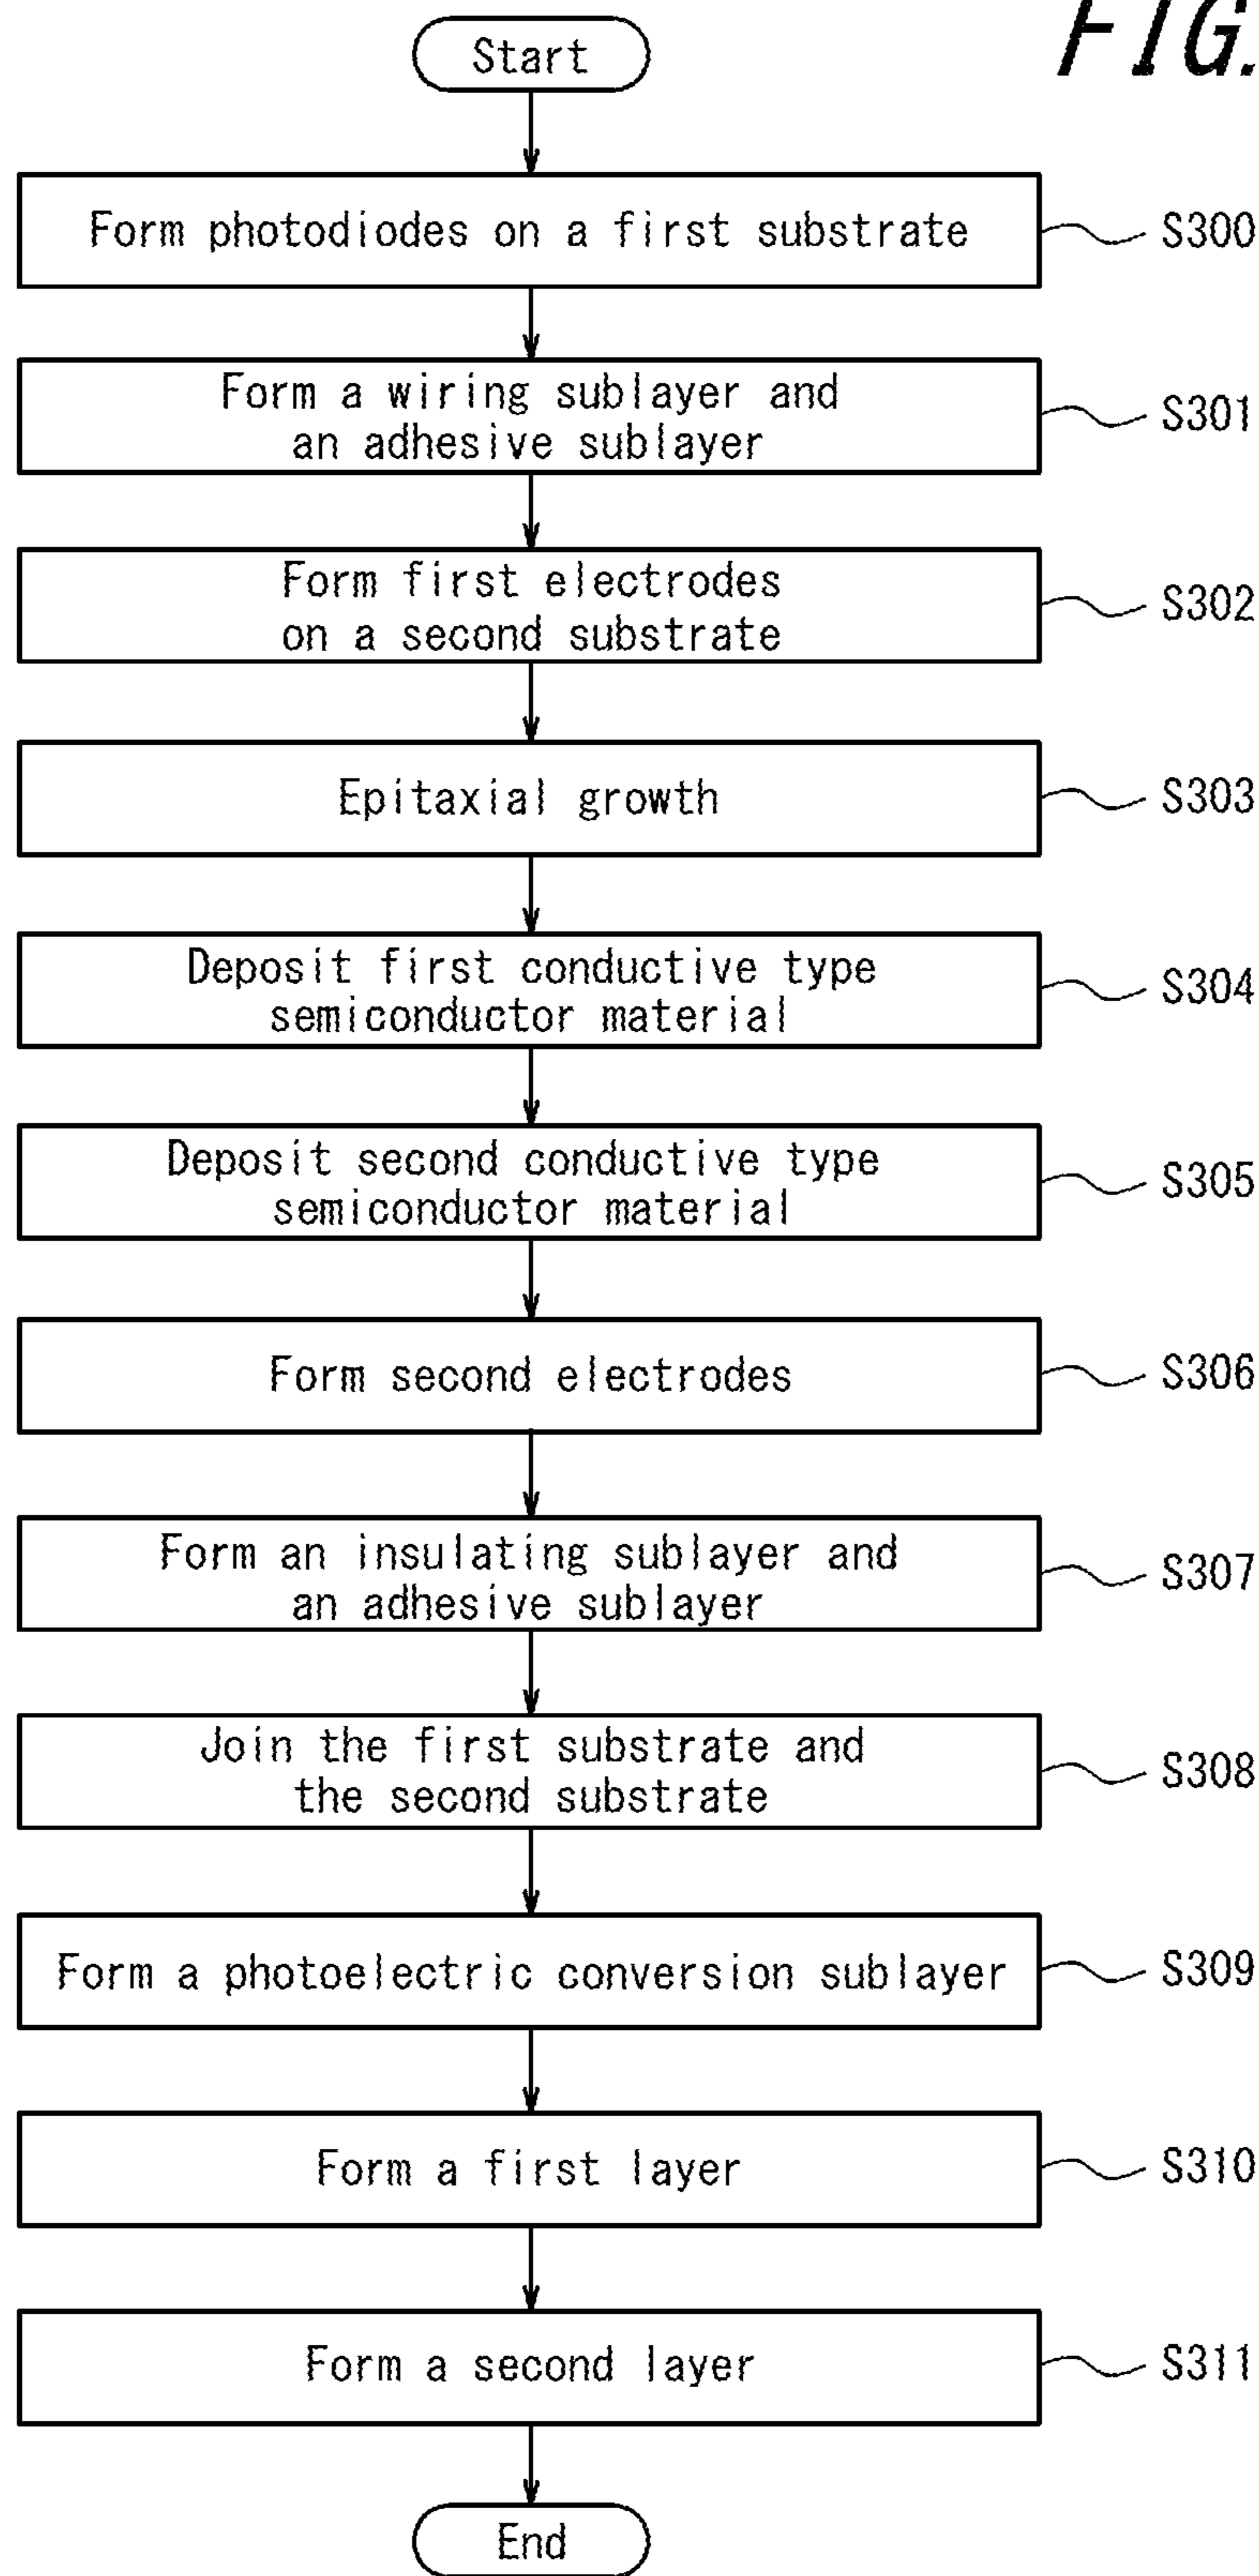 FIG.
Start
Form photodiodes on a first substrate
S300
Form a wiring sublayer and
an adhesive sublayer
S301
Form first electrodes
on a second substrate
S302
Epitaxial growth
S303
Deposit first conductive type
semiconductor material
S304
Deposit second conductive type
semiconductor material
S305
Form second electrodes
S306
Form an insulating sublayer and
an adhesive sublayer
S307
Join the first substrate and
the second substrate
S308
Form a photoelectric conversion sublayer
S309
Form a first layer
S310
Form a second layer
S311
End